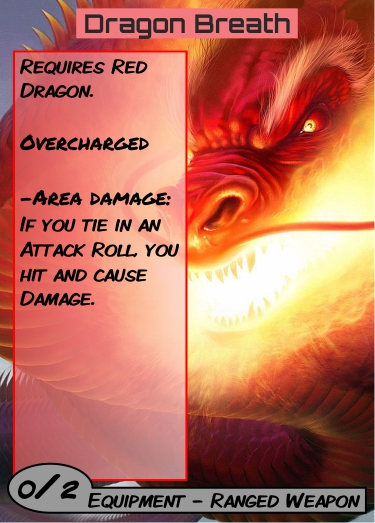 Dragon Breath
Requires Red
Dragon.
Overcharged
-Area damage:
If you tie in an
Attack Roll, you
hit and cause
Damage.
0/2
Equipment - Ranged Weapon